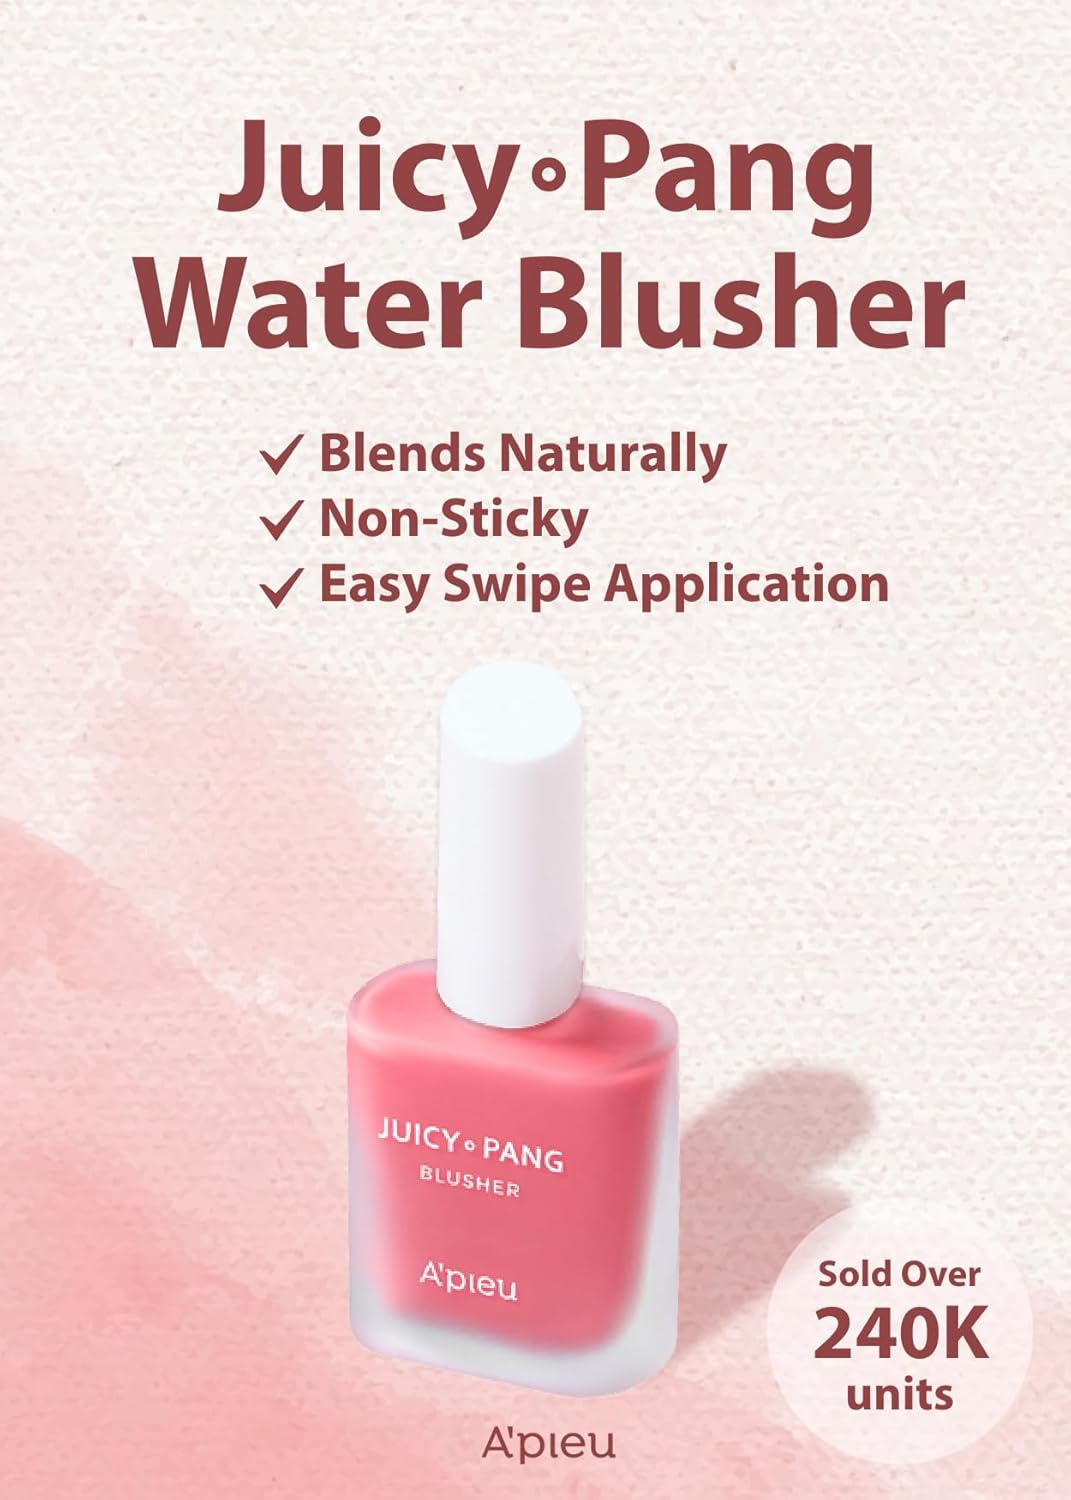 Juicy∘Pang
Water Blusher
✓ Blends Naturally
✓ Non-Sticky
✓ Easy Swipe Application
JUICY∘PANG
BLUSHER
A'pieu
Sold Over
240K
units
A'pieu